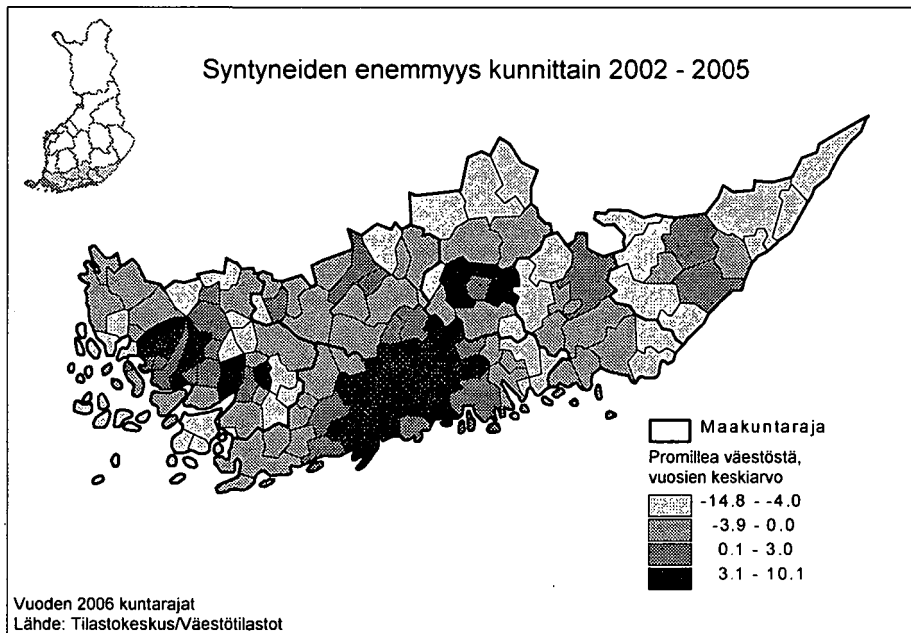 Syntyneiden enemmyys kunnittain 2002 - 2005
Maakuntaraja
Promillea väestöstä,
vuosien keskiarvo
-14.8 - -4.0
-3.9 - 0.0
0.1 - 3.0
3.1 - 10.1
Vuoden 2006 kuntarajat
Lähde: Tilastokeskus/Väestötilastot